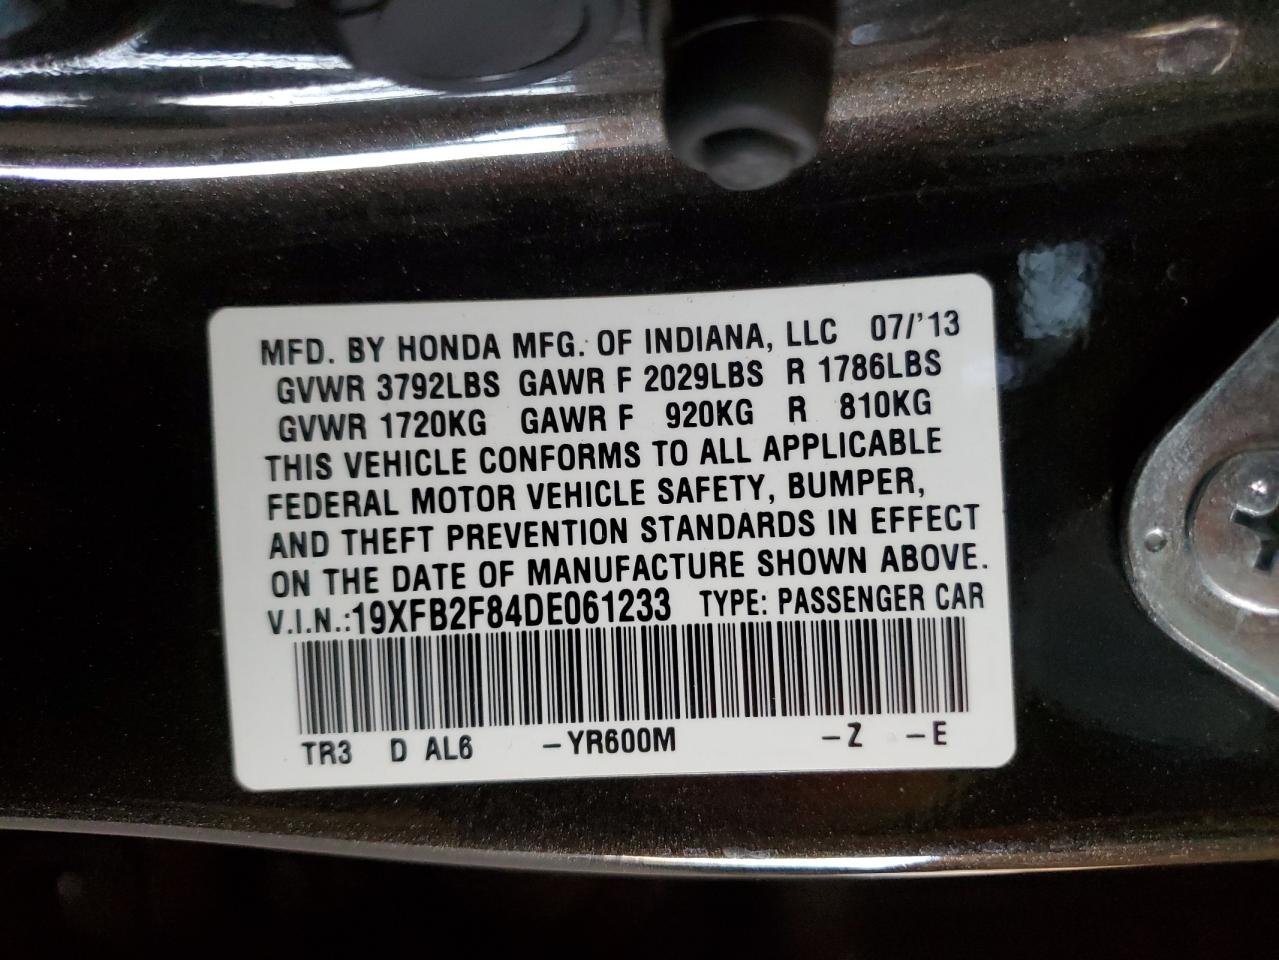 MFD. BY HONDA MFG. OF INDIANA, LLC 07/'13
GVWR 3792LBS GAWR F 2029LBS R 1786LBS
GVWR 1720KG GAWR F 920KG R 810KG
THIS VEHICLE CONFORMS TO ALL APPLICABLE
FEDERAL MOTOR VEHICLE SAFETY, BUMPER,
AND THEFT PREVENTION STANDARDS IN EFFECT
ON THE DATE OF MANUFACTURE SHOWN ABOVE.
V.I.N.:19XFB2F84DE061233 TYPE: PASSENGER CAR
TR3 D AL6 -YR600M -Z -E